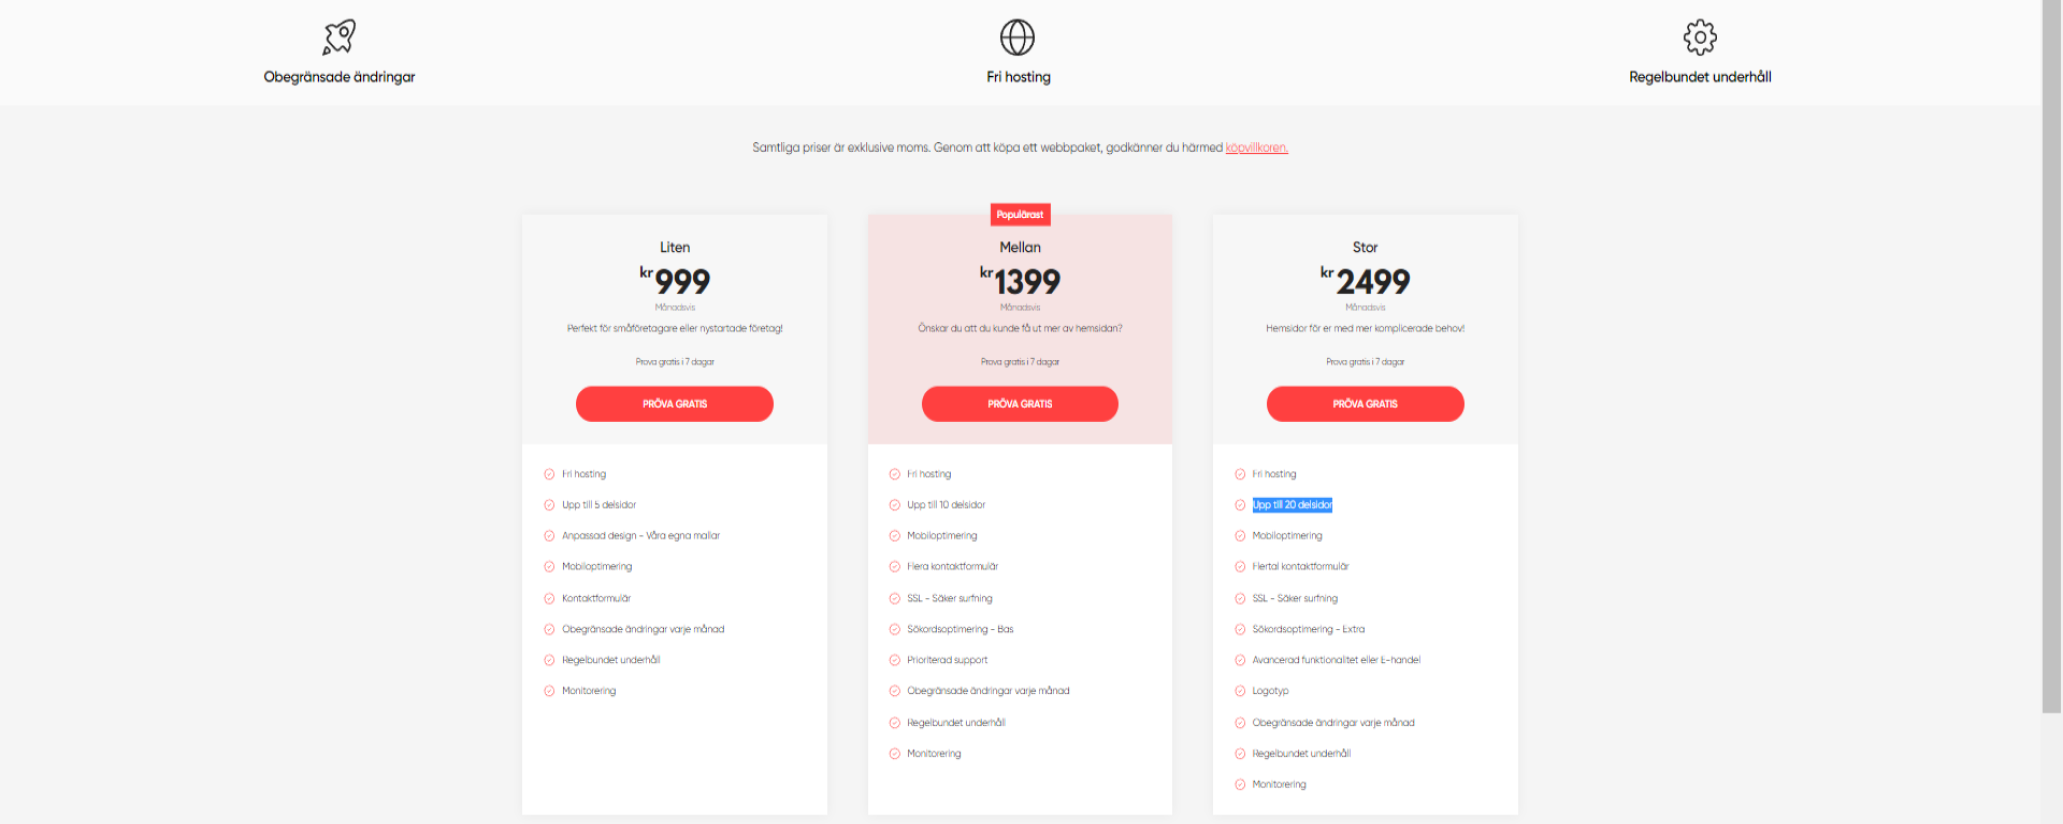 Obegränsade ändringar
Fri hosting
Regelbundet underhåll
Samtliga priser är exklusive moms. Genom att köpa ett webbpaket, godkänner du härmed köpvillkoren.
Liten
kr 999
Månadsvis
Perfekt för småföretagare eller nystartade företag!
Prova gratis i 7 dagar
PRÖVA GRATIS
Fri hosting
Upp till 5 delsidor
Anpassad design - Våra egna mallar
Mobiloptimering
Kontaktformulär
Obegränsade ändringar varje månad
Regelbundet underhåll
Monitorering
Populärast
Mellan
kr 1399
Månadsvis
Önskar du att du kunde få ut mer av hemsidan?
Prova gratis i 7 dagar
PRÖVA GRATIS
Fri hosting
Upp till 10 delsidor
Mobiloptimering
Flera kontaktformulär
SSL - Säker surfning
Sökordsoptimering - Bas
Prioriterad support
Obegränsade ändringar varje månad
Regelbundet underhåll
Monitorering
Stor
kr 2499
Månadsvis
Hemsidor för er med mer komplicerade behov!
Prova gratis i 7 dagar
PRÖVA GRATIS
Fri hosting
Upp till 20 delsidor
Mobiloptimering
Flertal kontaktformulär
SSL - Säker surfning
Sökordsoptimering - Extra
Avancerad funktionalitet eller E-handel
Logotyp
Obegränsade ändringar varje månad
Regelbundet underhåll
Monitorering